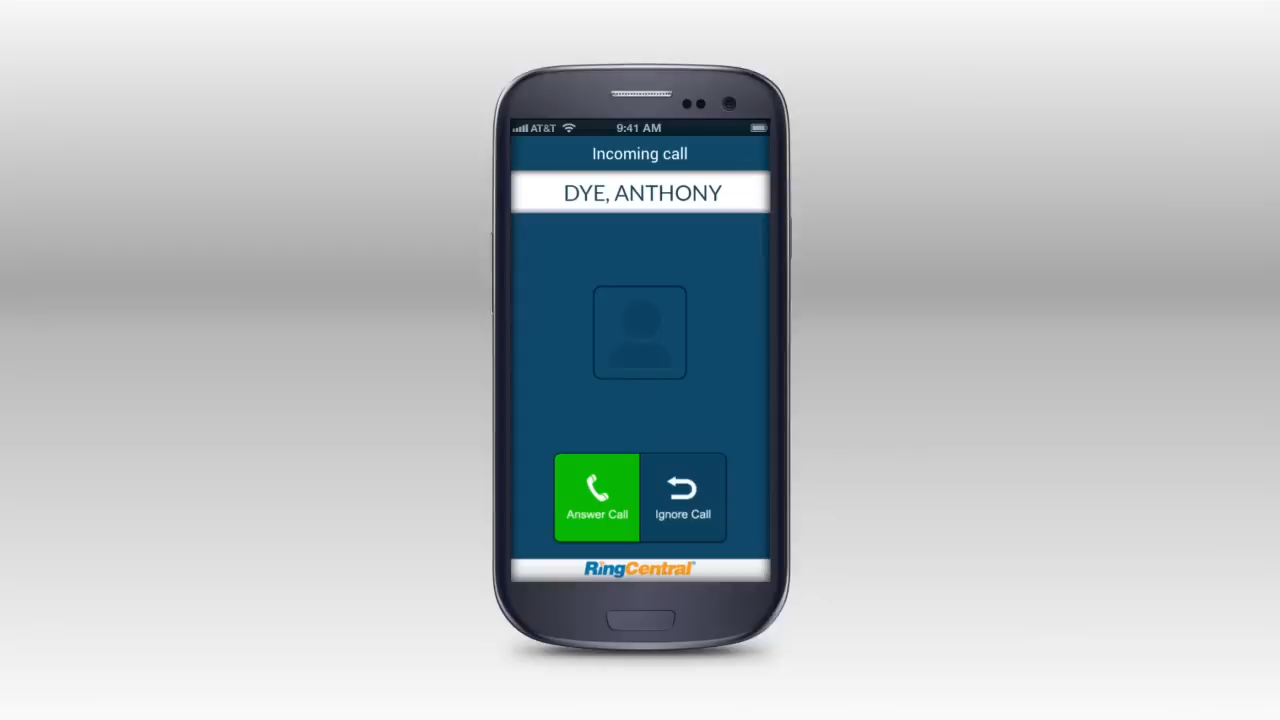 AT&T 9:41 AM
Incoming call
DYE, ANTHONY
Answer Call Ignore Call
RingCentral®